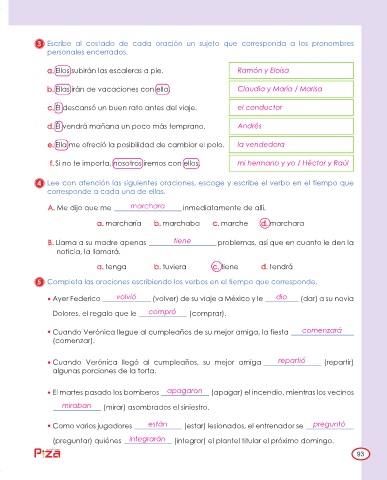 3 Escribe al costado de cada oración un sujeto que corresponda a los pronombres
personales encerrados.
a. Ellos subirán las escaleras a pie. Ramón y Eloísa
b. Ellas irán de vacaciones con ella. Claudia y María / Marisa
c. Él descansó un buen rato antes del viaje. el conductor
d. Él vendrá mañana un poco más temprano. Andrés
e. Ella me ofreció la posibilidad de cambiar el polo. la vendedora
f. Si no te importa, nosotros iremos con ellos. mi hermano y yo / Héctor y Raúl
4 Lee con atención las siguientes oraciones, escoge y escribe el verbo en el tiempo que
corresponde a cada una de ellas.
A. Me dijo que me marchara inmediatamente de allí.
a. marcharía b. marchaba c. marche d. marchara
B. Llama a su madre apenas tiene problemas, así que en cuanto le den la
noticia, la llamará.
a. tenga b. tuviera c. tiene d. tendrá
5 Completa las oraciones escribiendo los verbos en el tiempo que corresponde.
• Ayer Federico volvió (volver) de su viaje a México y le dio (dar) a su novia
Dolores, el regalo que le compró (comprar).
• Cuando Verónica llegue al cumpleaños de su mejor amiga, la fiesta comenzará
(comenzar).
• Cuando Verónica llegó al cumpleaños, su mejor amiga repartió (repartir)
algunas porciones de la torta.
• El martes pasado los bomberos apagaron (apagar) el incendio, mientras los vecinos
miraban (mirar) asombrados el siniestro.
• Como varios jugadores están (estar) lesionados, el entrenador se preguntó
(preguntar) quiénes integrarán (integrar) el plantel titular el próximo domingo.
93